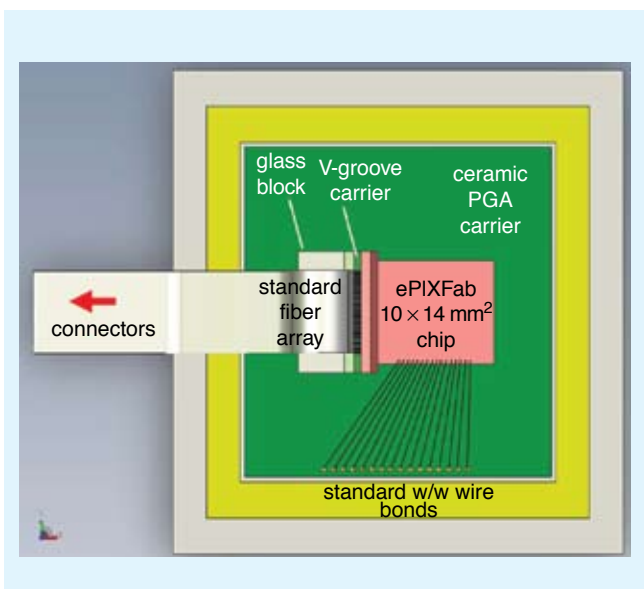 glass
block
V-groove
carrier
ceramic
PGA
carrier
connectors
standard
fiber
array
ePIXFab
10 × 14 mm²
chip
standard w/w wire
bonds